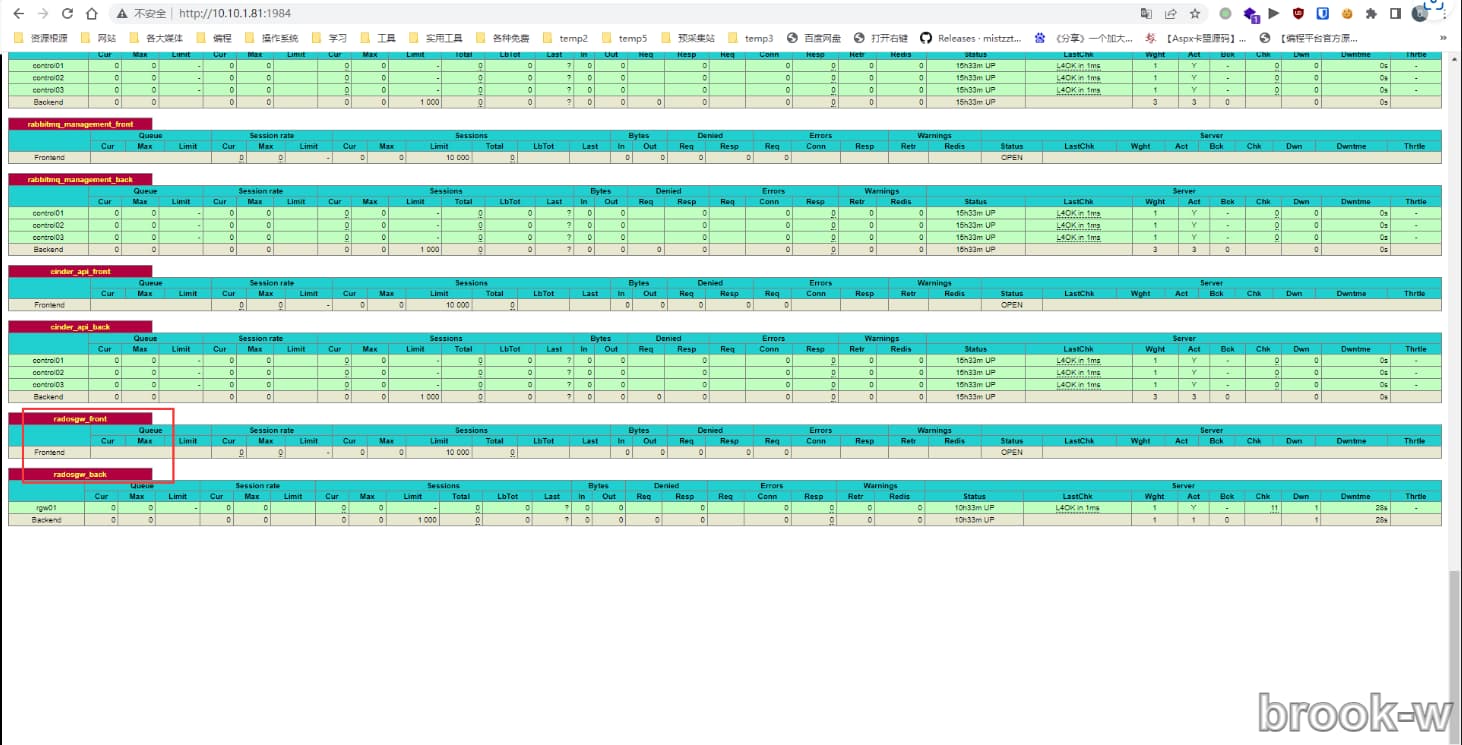 不安全 http://10.10.1.81:1984
资源根源 网站 各大媒体 编程 操作系统 学习 工具 实用工具 各种免费 temp2 temp5 预采集站 temp3 百度网盘 打开右键 Releases · mistzzt... 《分享》一个加大... 【Aspx卡盟源码】... 【编程平台官方原... »
Cur Max Limit Cur Max Limit Cur Max Limit Total LbTot Last In Out Req Resp Req Conn Resp Retr Redis Status LastChk Wght Act Bck Chk Dwn Dwntme Thrtle
control01 0 0 - 0 0 0 0 - 0 0 ? 0 0 0 0 0 0 0 15h33m UP L4OK in 1ms 1 Y - 0 0 0s -
control02 0 0 - 0 0 0 0 - 0 0 ? 0 0 0 0 0 0 0 15h33m UP L4OK in 1ms 1 Y - 0 0 0s -
control03 0 0 - 0 0 0 0 - 0 0 ? 0 0 0 0 0 0 0 15h33m UP L4OK in 1ms 1 Y - 0 0 0s -
Backend 0 0 0 0 0 0 1 000 0 0 ? 0 0 0 0 0 0 0 0 15h33m UP 3 3 0 0 0s
rabbitmq_management_front
Queue Session rate Sessions Bytes Denied Errors Warnings Server
Cur Max Limit Cur Max Limit Cur Max Limit Total LbTot Last In Out Req Resp Req Conn Resp Retr Redis Status LastChk Wght Act Bck Chk Dwn Dwntme Thrtle
Frontend 0 0 - 0 0 10 000 0 0 0 0 0 0 OPEN
rabbitmq_management_back
Queue Session rate Sessions Bytes Denied Errors Warnings Server
Cur Max Limit Cur Max Limit Cur Max Limit Total LbTot Last In Out Req Resp Req Conn Resp Retr Redis Status LastChk Wght Act Bck Chk Dwn Dwntme Thrtle
control01 0 0 - 0 0 0 0 - 0 0 ? 0 0 0 0 0 0 0 15h33m UP L4OK in 1ms 1 Y - 0 0 0s -
control02 0 0 - 0 0 0 0 - 0 0 ? 0 0 0 0 0 0 0 15h33m UP L4OK in 1ms 1 Y - 0 0 0s -
control03 0 0 - 0 0 0 0 - 0 0 ? 0 0 0 0 0 0 0 15h33m UP L4OK in 1ms 1 Y - 0 0 0s -
Backend 0 0 0 0 0 0 1 000 0 0 ? 0 0 0 0 0 0 0 0 15h33m UP 3 3 0 0 0s
cinder_api_front
Queue Session rate Sessions Bytes Denied Errors Warnings Server
Cur Max Limit Cur Max Limit Cur Max Limit Total LbTot Last In Out Req Resp Req Conn Resp Retr Redis Status LastChk Wght Act Bck Chk Dwn Dwntme Thrtle
Frontend 0 0 - 0 0 10 000 0 0 0 0 0 0 OPEN
cinder_api_back
Queue Session rate Sessions Bytes Denied Errors Warnings Server
Cur Max Limit Cur Max Limit Cur Max Limit Total LbTot Last In Out Req Resp Req Conn Resp Retr Redis Status LastChk Wght Act Bck Chk Dwn Dwntme Thrtle
control01 0 0 - 0 0 0 0 - 0 0 ? 0 0 0 0 0 0 0 15h33m UP L4OK in 1ms 1 Y - 0 0 0s -
control02 0 0 - 0 0 0 0 - 0 0 ? 0 0 0 0 0 0 0 15h33m UP L4OK in 1ms 1 Y - 0 0 0s -
control03 0 0 - 0 0 0 0 - 0 0 ? 0 0 0 0 0 0 0 15h33m UP L4OK in 1ms 1 Y - 0 0 0s -
Backend 0 0 0 0 0 0 1 000 0 0 ? 0 0 0 0 0 0 0 0 15h33m UP 3 3 0 0 0s
radosgw_front
Queue Session rate Sessions Bytes Denied Errors Warnings Server
Cur Max Limit Cur Max Limit Cur Max Limit Total LbTot Last In Out Req Resp Req Conn Resp Retr Redis Status LastChk Wght Act Bck Chk Dwn Dwntme Thrtle
Frontend 0 0 - 0 0 10 000 0 0 0 0 0 0 OPEN
radosgw_back
Queue Session rate Sessions Bytes Denied Errors Warnings Server
Cur Max Limit Cur Max Limit Cur Max Limit Total LbTot Last In Out Req Resp Req Conn Resp Retr Redis Status LastChk Wght Act Bck Chk Dwn Dwntme Thrtle
rgw01 0 0 - 0 0 0 0 - 0 0 ? 0 0 0 0 0 0 0 10h33m UP L4OK in 1ms 1 Y - 11 1 28s -
Backend 0 0 0 0 0 0 1 000 0 0 ? 0 0 0 0 0 0 0 0 10h33m UP 1 1 0 1 28s
brook-w